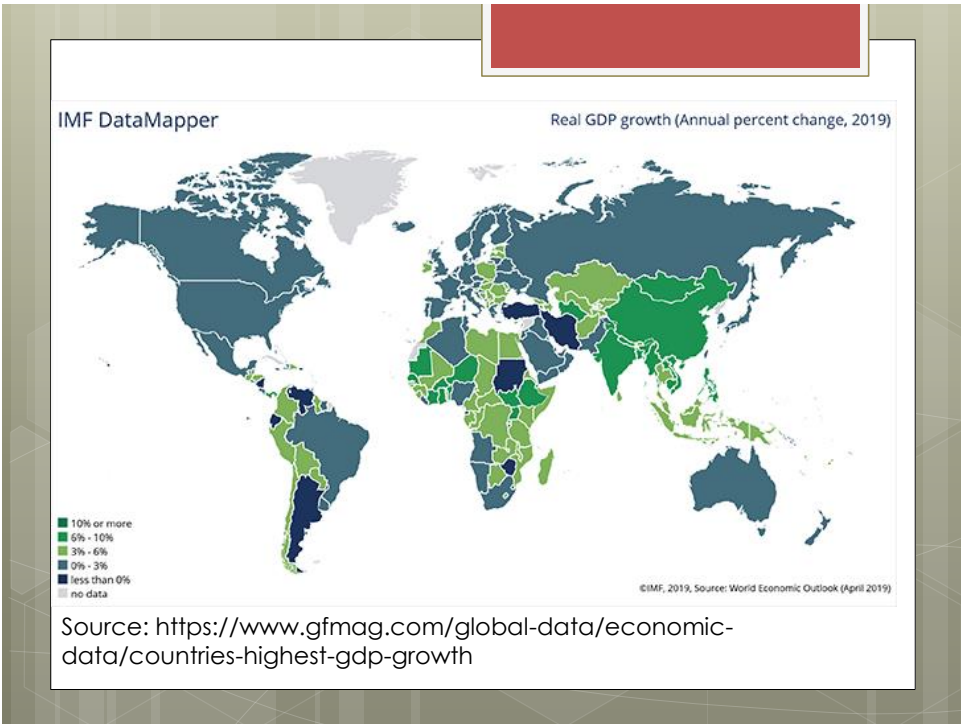 IMF DataMapper
Real GDP growth (Annual percent change, 2019)
10% or more
6% - 10%
3% - 6%
0% - 3%
less than 0%
no data
©IMF, 2019, Source: World Economic Outlook (April 2019)
Source: https://www.gfmag.com/global-data/economic-
data/countries-highest-gdp-growth